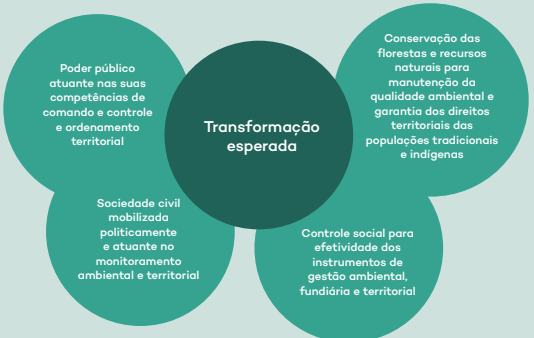 Poder público
atuante nas suas
competências de
comando e controle
e ordenamento
territorial
Transformação
esperada
Conservação das
florestas e recursos
naturais para
manutenção da
qualidade ambiental e
garantia dos direitos
territoriais das
populações tradicionais
e indígenas
Sociedade civil
mobilizada
politicamente
e atuante no
monitoramento
ambiental e territorial
Controle social para
efetividade dos
instrumentos de
gestão ambiental,
fundiária e territorial